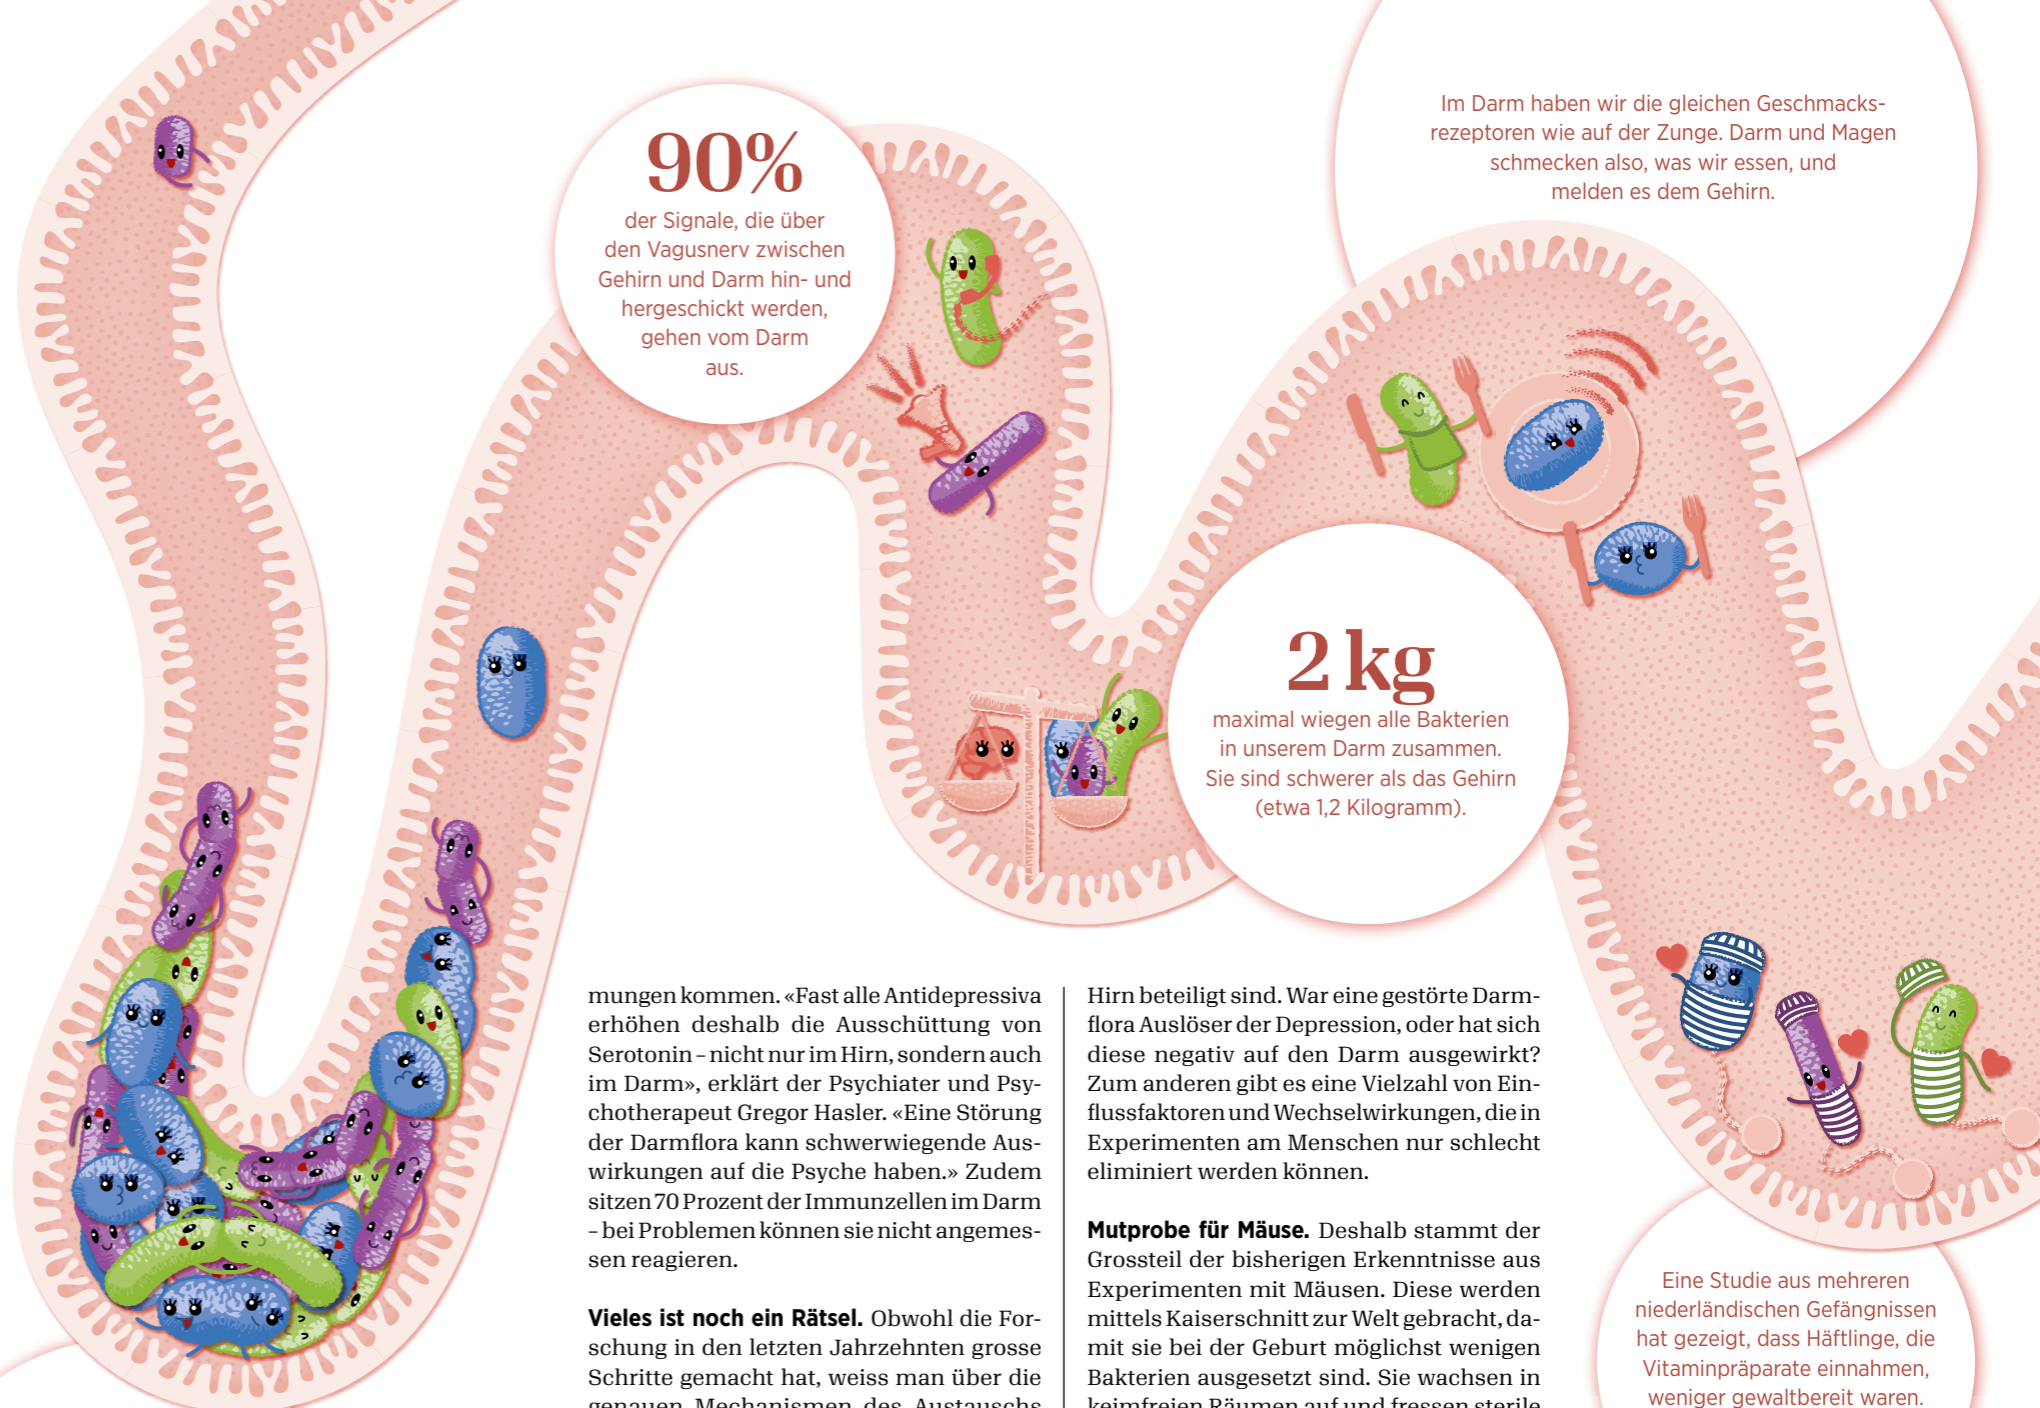 90%
der Signale, die über
den Vagusnerv zwischen
Gehirn und Darm hin- und
hergeschickt werden,
gehen vom Darm
aus.
Im Darm haben wir die gleichen Geschmacks-
rezeptoren wie auf der Zunge. Darm und Magen
schmecken also, was wir essen, und
melden es dem Gehirn.
2 kg
maximal wiegen alle Bakterien
in unserem Darm zusammen.
Sie sind schwerer als das Gehirn
(etwa 1,2 Kilogramm).
mungen kommen. «Fast alle Antidepressiva
erhöhen deshalb die Ausschüttung von
Serotonin – nicht nur im Hirn, sondern auch
im Darm», erklärt der Psychiater und Psy-
chotherapeut Gregor Hasler. «Eine Störung
der Darmflora kann schwerwiegende Aus-
wirkungen auf die Psyche haben.» Zudem
sitzen 70 Prozent der Immunzellen im Darm
– bei Problemen können sie nicht angemes-
sen reagieren.
Vieles ist noch ein Rätsel. Obwohl die For-
schung in den letzten Jahrzehnten grosse
Schritte gemacht hat, weiss man über die
genauen Mechanismen des Austauschs
Hirn beteiligt sind. War eine gestörte Darm-
flora Auslöser der Depression, oder hat sich
diese negativ auf den Darm ausgewirkt?
Zum anderen gibt es eine Vielzahl von Ein-
flussfaktoren und Wechselwirkungen, die in
Experimenten am Menschen nur schlecht
eliminiert werden können.
Mutprobe für Mäuse. Deshalb stammt der
Grossteil der bisherigen Erkenntnisse aus
Experimenten mit Mäusen. Diese werden
mittels Kaiserschnitt zur Welt gebracht, da-
mit sie bei der Geburt möglichst wenigen
Bakterien ausgesetzt sind. Sie wachsen in
keimfreien Räumen auf und fressen sterile
Eine Studie aus mehreren
niederländischen Gefängnissen
hat gezeigt, dass Häftlinge, die
Vitaminpräparate einnahmen,
weniger gewaltbereit waren.